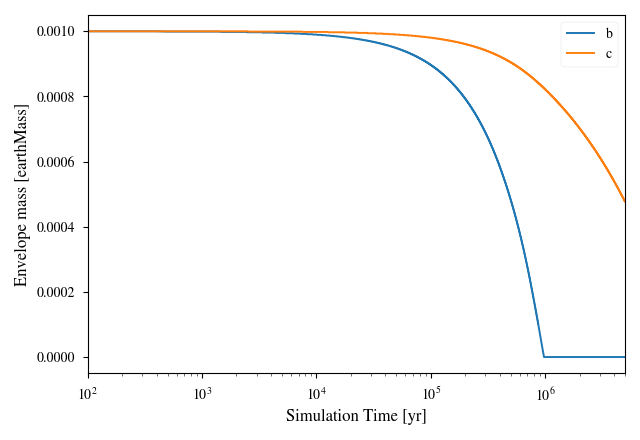 0.0010
0.0008
0.0006
0.0004
0.0002
0.0000
Envelope mass [earthMass]
b
c
10² 10³ 10⁴ 10⁵ 10⁶
Simulation Time [yr]